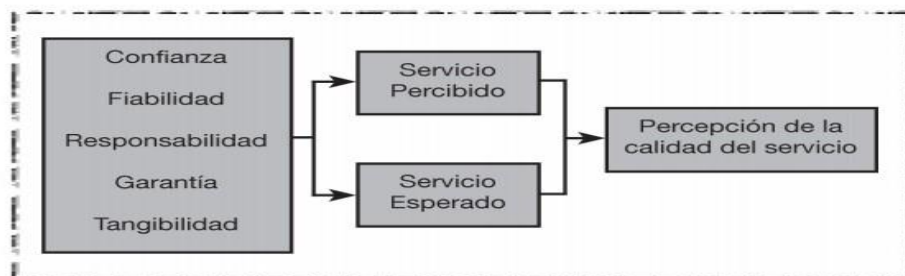 Confianza
Fiabilidad
Responsabilidad
Garantía
Tangibilidad
Servicio
Percibido
Servicio
Esperado
Percepción de la
calidad del servicio